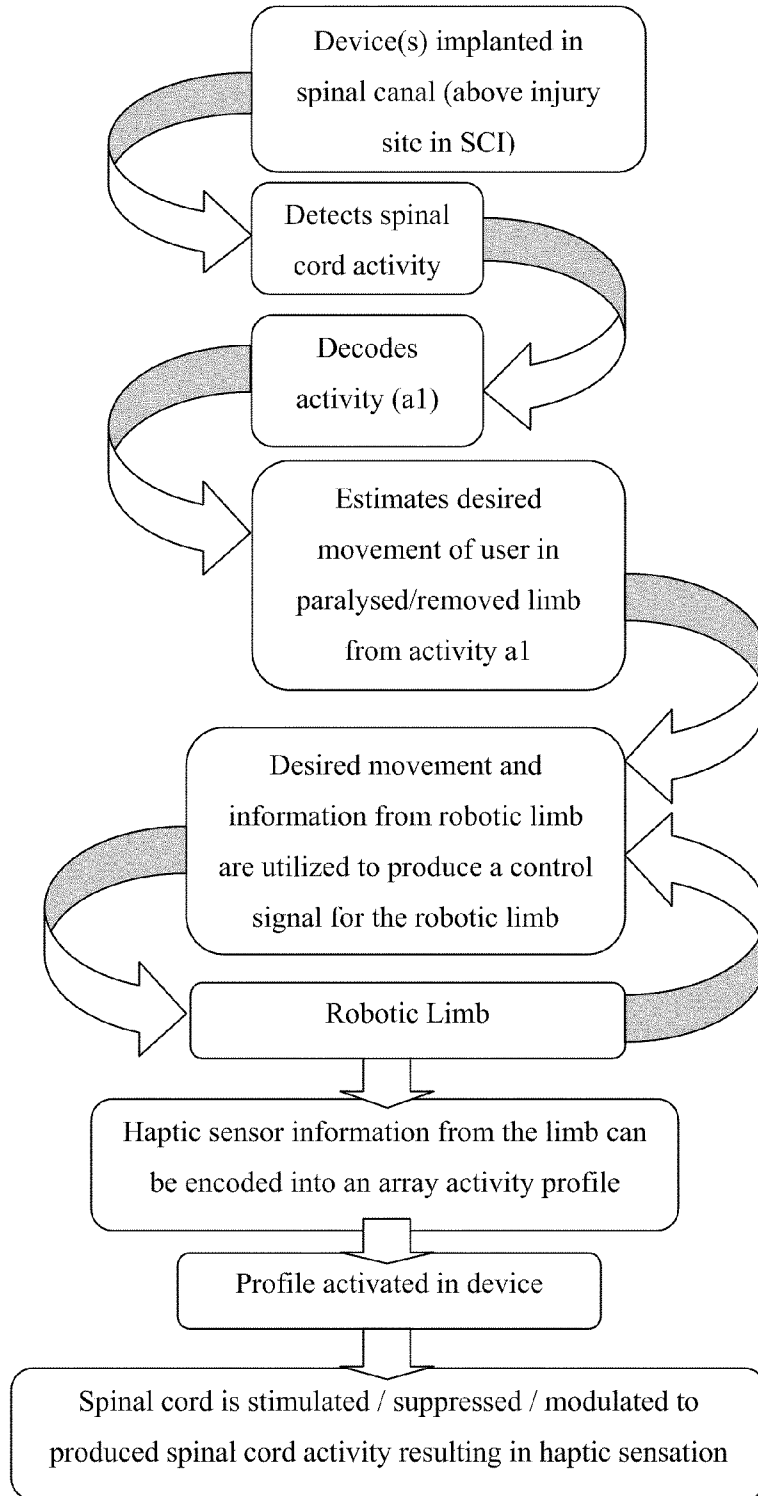 Device(s) implanted in
spinal canal (above injury
site in SCI)
Detects spinal
cord activity
Decodes
activity (a1)
Estimates desired
movement of user in
paralysed/removed limb
from activity a1
Desired movement and
information from robotic limb
are utilized to produce a control
signal for the robotic limb
Robotic Limb
Haptic sensor information from the limb can
be encoded into an array activity profile
Profile activated in device
Spinal cord is stimulated / suppressed / modulated to
produced spinal cord activity resulting in haptic sensation